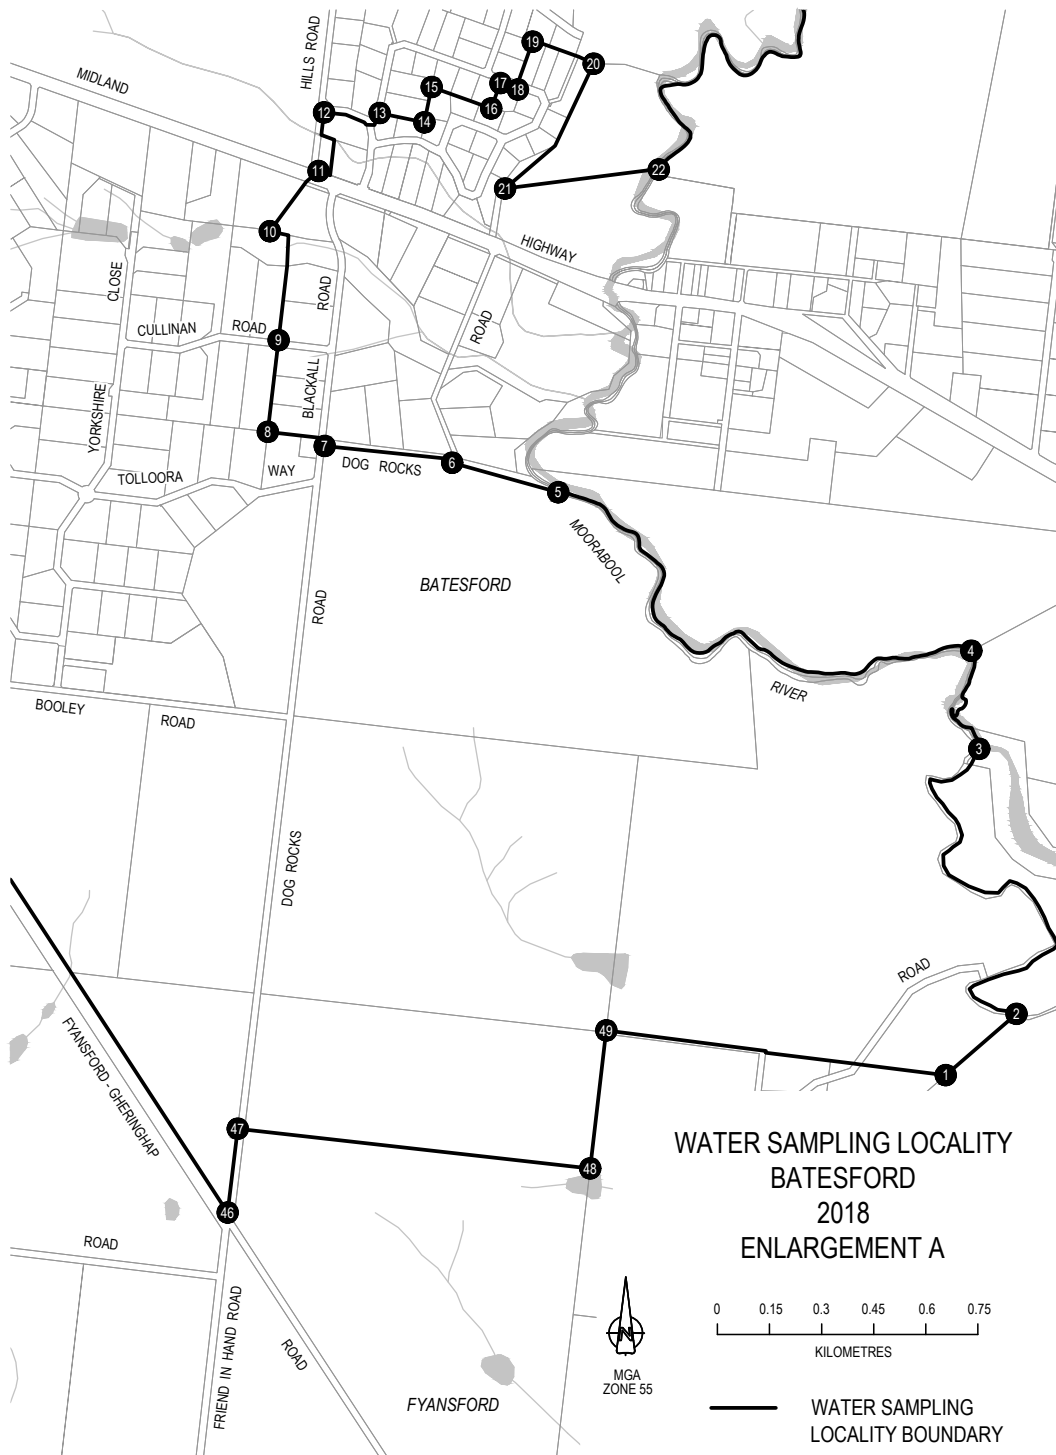 HILLS ROAD
MIDLAND
19
20
17
18
15
16
12
13
14
11
22
21
10
HIGHWAY
CLOSE
ROAD
ROAD
CULLINAN
ROAD
9
BLACKALL
YORKSHIRE
8
7
WAY
DOG ROCKS
6
TOLLOORA
5
MOORABOOL
BATESFORD
ROAD
4
RIVER
BOOLEY
ROAD
3
DOG ROCKS
ROAD
2
49
1
FYANSFORD - GHERINGHAP
47
48
46
ROAD
FRIEND IN HAND ROAD
ROAD
FYANSFORD
WATER SAMPLING LOCALITY
BATESFORD
2018
ENLARGEMENT A
0 0.15 0.3 0.45 0.6 0.75
KILOMETRES
N
MGA
ZONE 55
WATER SAMPLING
LOCALITY BOUNDARY